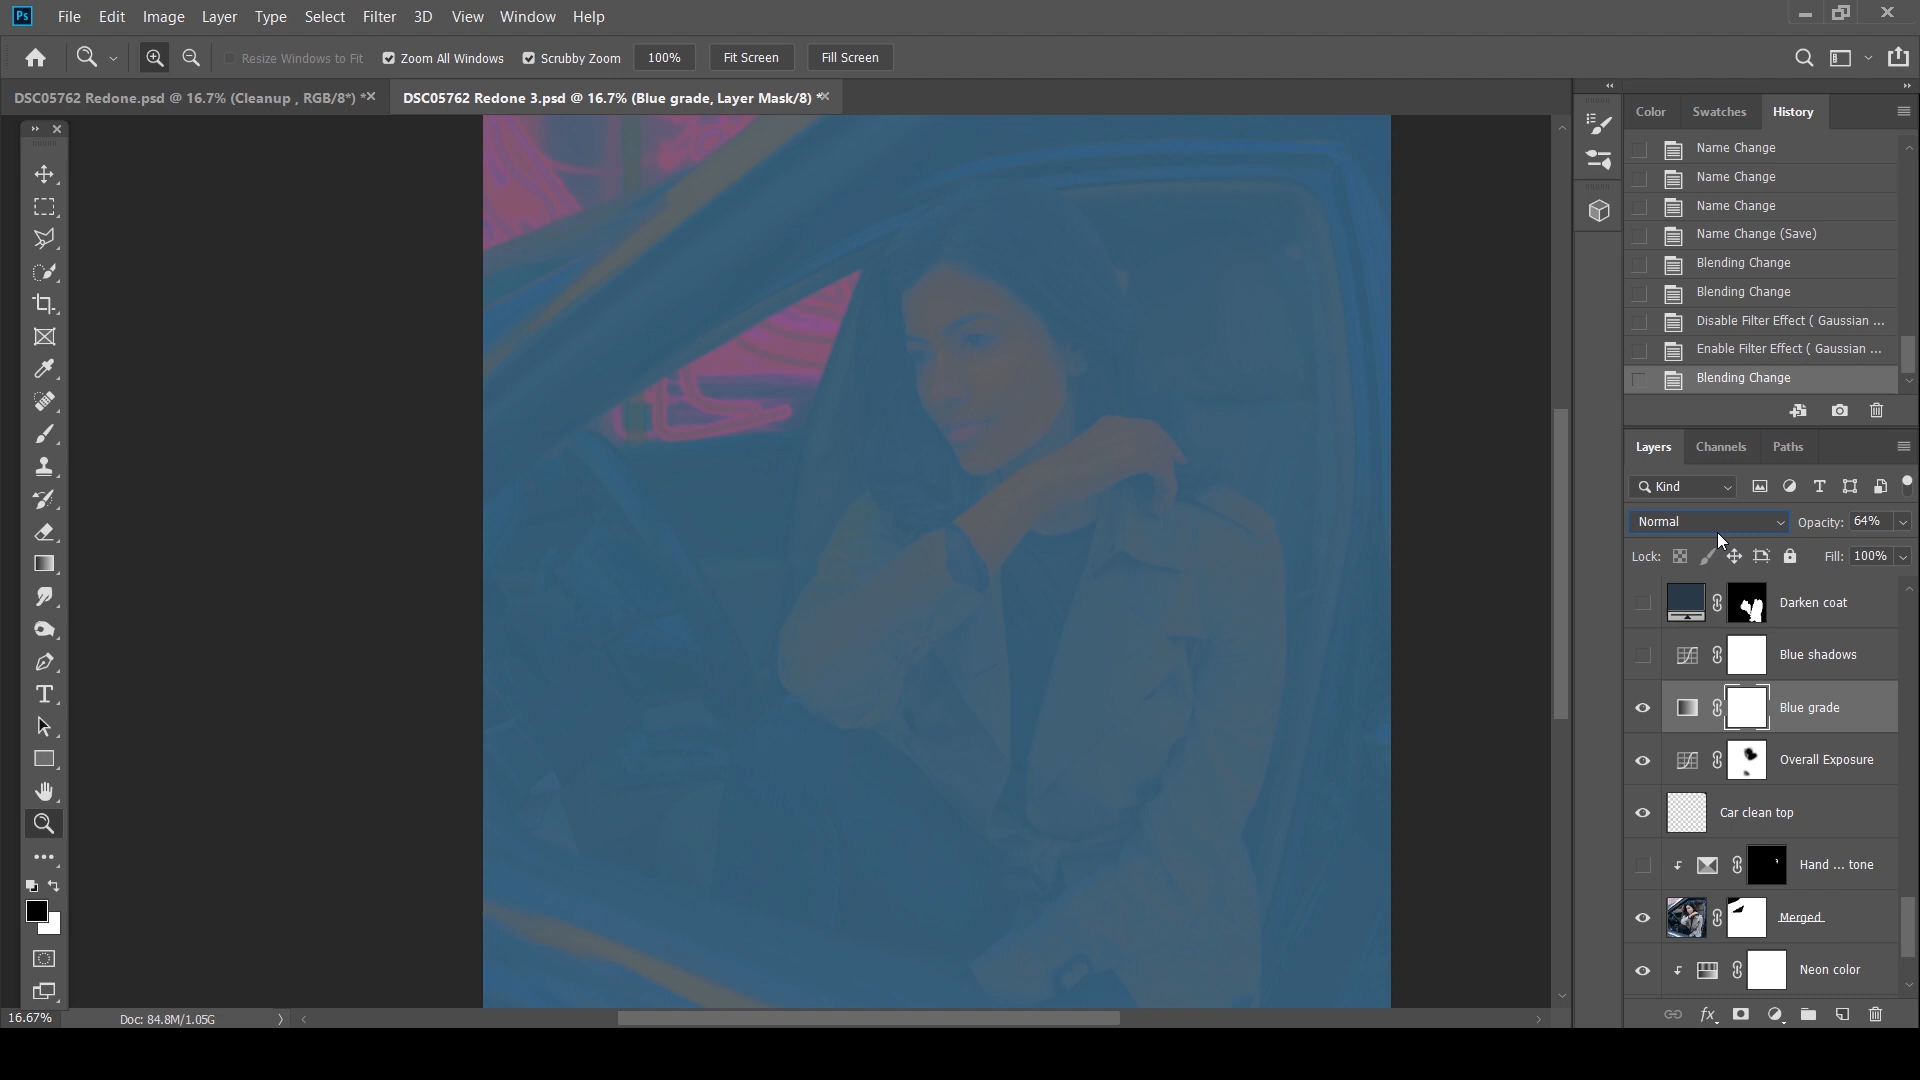 Ps File Edit Image Layer Type Select Filter 3D View Window Help
Resize Windows to Fit Zoom All Windows Scrubby Zoom 100% Fit Screen Fill Screen
DSC05762 Redone.psd @ 16.7% (Cleanup , RGB/8*) * DSC05762 Redone 3.psd @ 16.7% (Blue grade, Layer Mask/8) *
Color Swatches History
Name Change
Name Change
Name Change
Name Change (Save)
Blending Change
Blending Change
Disable Filter Effect ( Gaussian ...
Enable Filter Effect ( Gaussian ...
Blending Change
Layers Channels Paths
Kind
Normal Opacity: 64%
Lock: Fill: 100%
Darken coat
Blue shadows
Blue grade
Overall Exposure
Car clean top
Hand ... tone
Merged
Neon color
fx
16.67% Doc: 84.8M/1.05G